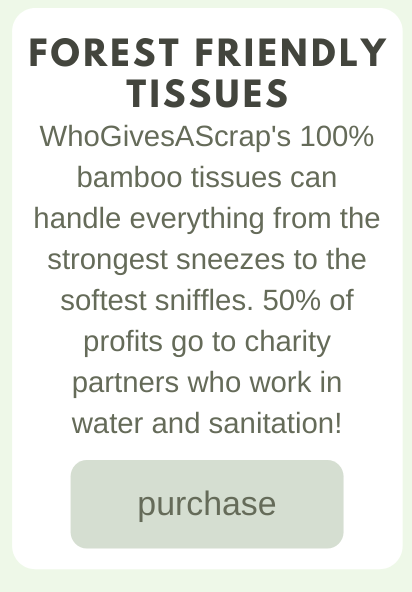 FOREST FRIENDLY
TISSUES
WhoGivesAScrap's 100%
bamboo tissues can
handle everything from the
strongest sneezes to the
softest sniffles. 50% of
profits go to charity
partners who work in
water and sanitation!
purchase